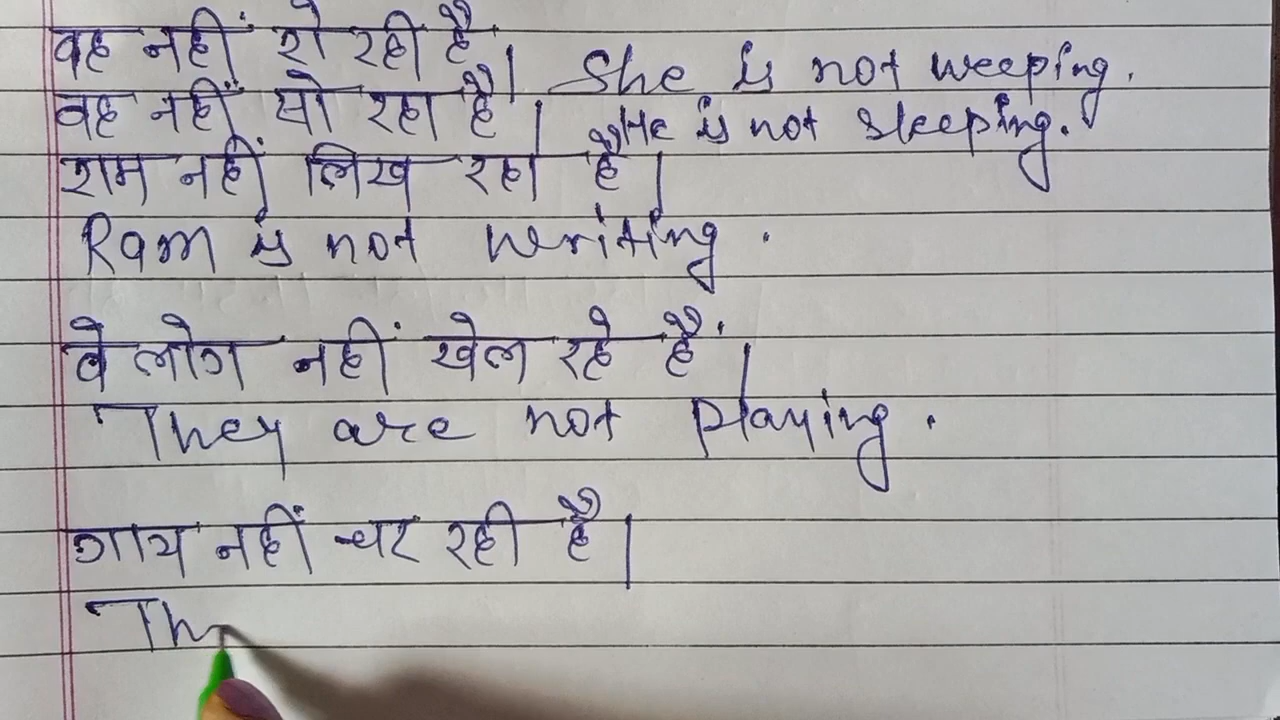 वह नहीं रो रही है। She is not weeping.
वह नहीं सो रहा है। He is not sleeping.
राम नहीं लिख रहा है।
Ram is not writing.
वे लोग नहीं खेल रहे हैं।
They are not playing.
गाय नहीं चर रही है।
Th